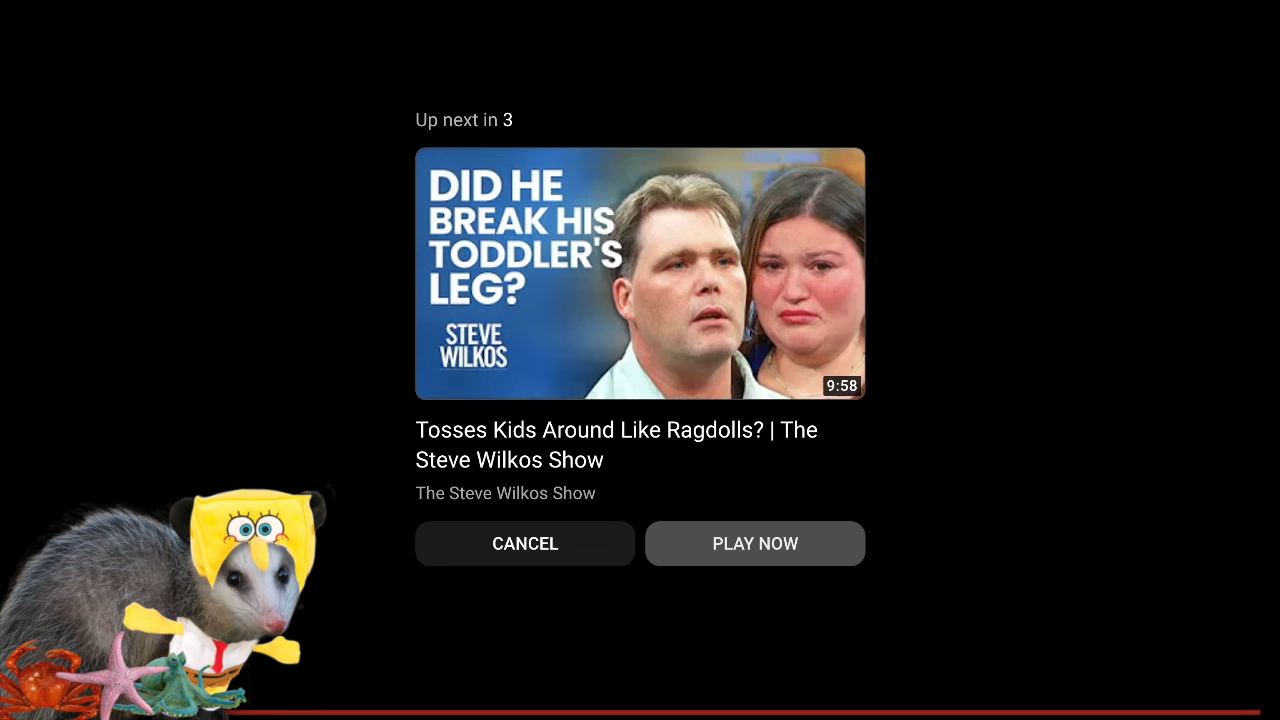 Up next in 3
DID HE
BREAK HIS
TODDLER'S
LEG?
STEVE
WILKOS
9:58
Tosses Kids Around Like Ragdolls? | The
Steve Wilkos Show
The Steve Wilkos Show
CANCEL
PLAY NOW